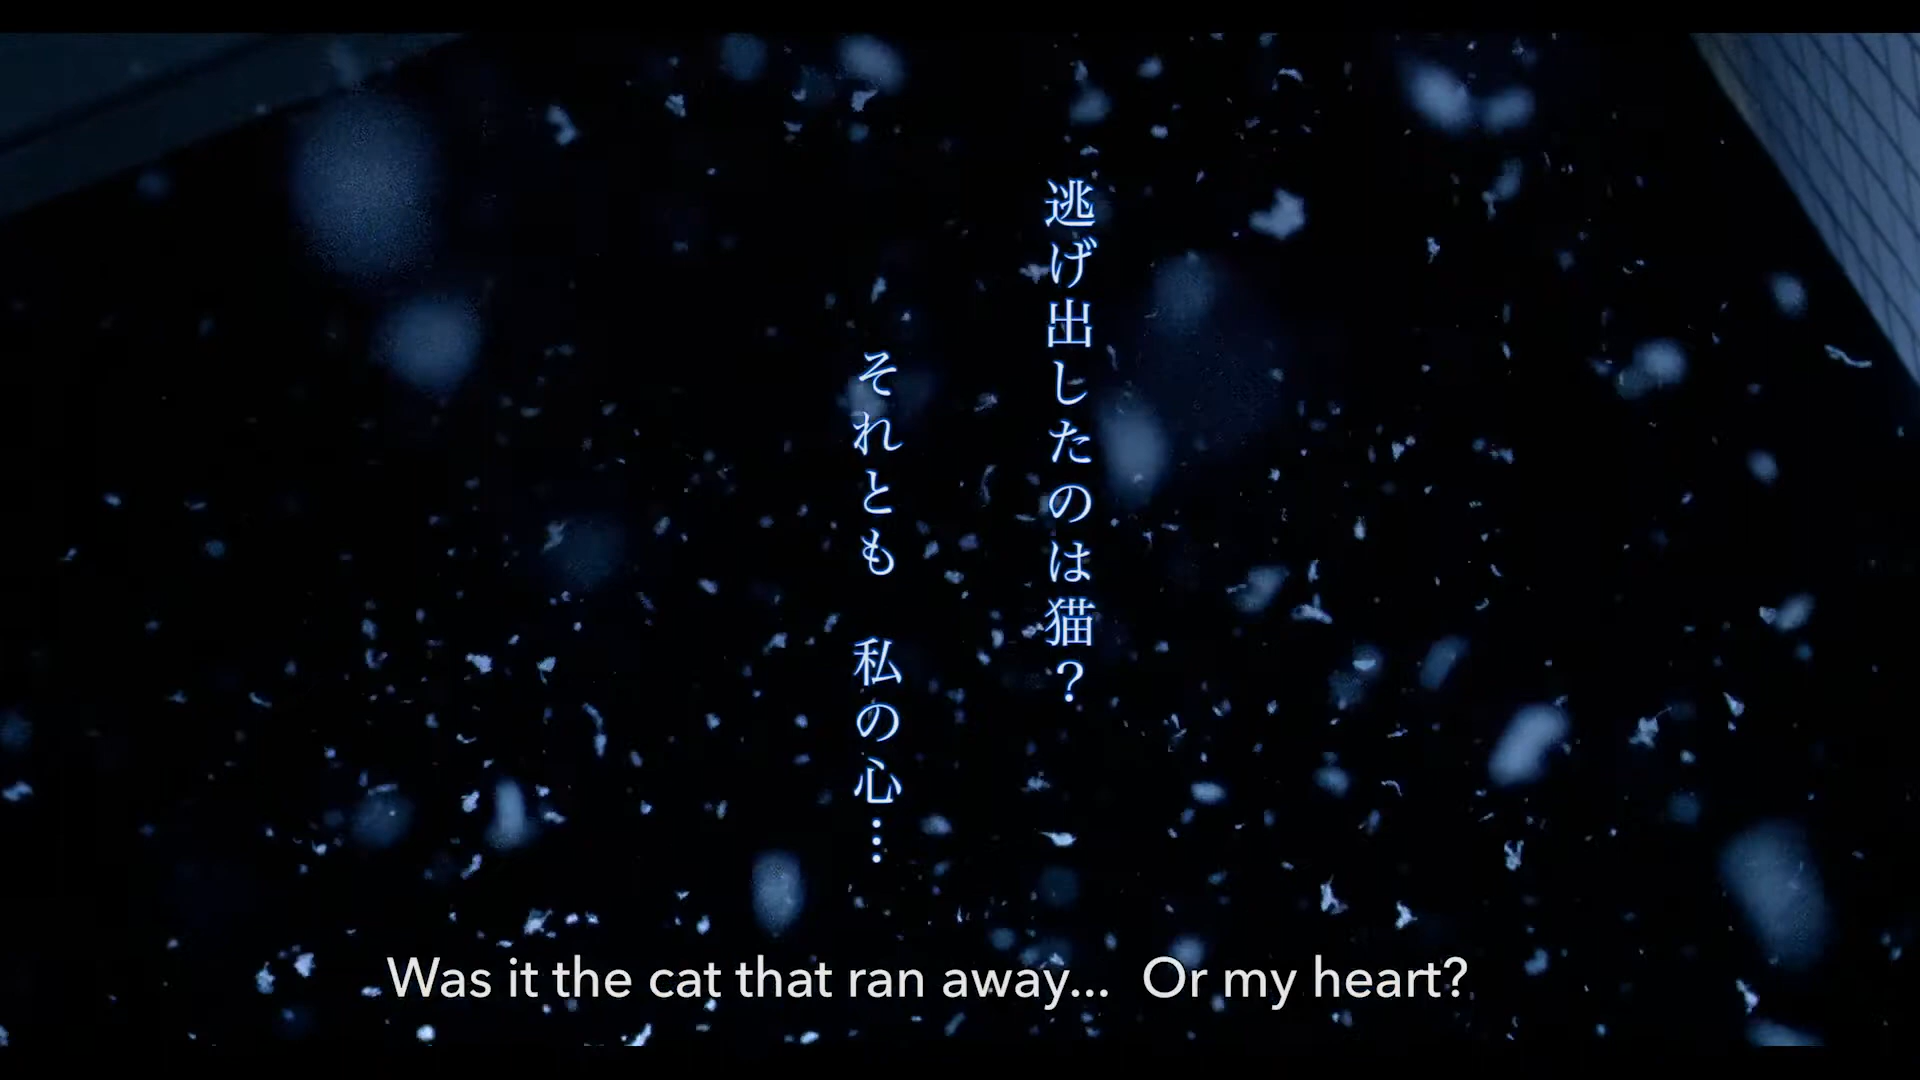 逃げ出したのは猫？
それとも　私の心…
Was it the cat that ran away... Or my heart?